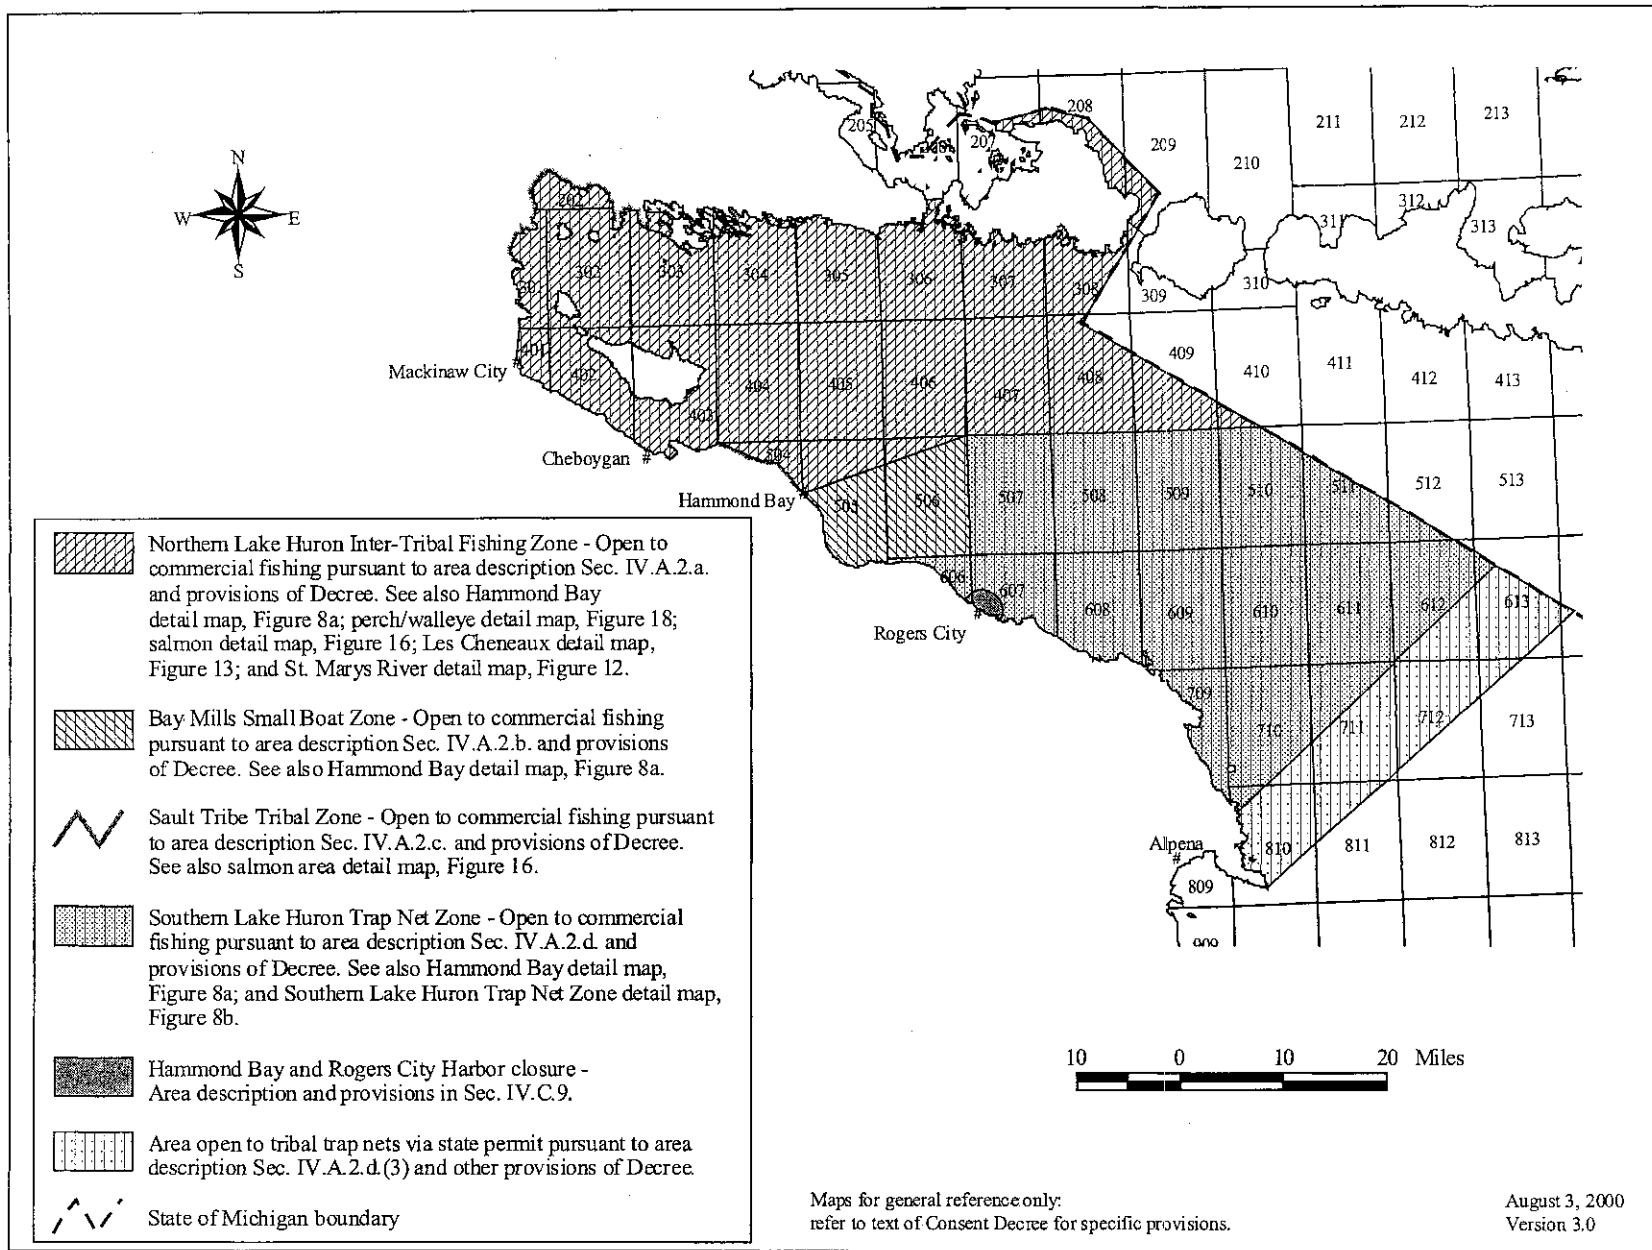 208
205
207
209
210
211
212
213
N
W
E
S
202
302
303
304
305
306
307
308
309
310
311
312
313
301
Mackinaw City
401
402
403
404
405
406
407
408
409
410
411
412
413
Cheboygan
#
504
Hammond Bay
505
506
507
508
509
510
511
512
513
606
607
608
609
610
611
612
613
Rogers City
709
710
711
712
713
Alpena
#
809
810
811
812
813
909
Northern Lake Huron Inter-Tribal Fishing Zone - Open to
commercial fishing pursuant to area description Sec. IV.A.2.a.
and provisions of Decree. See also Hammond Bay
detail map, Figure 8a; perch/walleye detail map, Figure 18;
salmon detail map, Figure 16; Les Cheneaux detail map,
Figure 13; and St. Marys River detail map, Figure 12.
Bay Mills Small Boat Zone - Open to commercial fishing
pursuant to area description Sec. IV.A.2.b. and provisions
of Decree. See also Hammond Bay detail map, Figure 8a.
Sault Tribe Tribal Zone - Open to commercial fishing pursuant
to area description Sec. IV.A.2.c. and provisions of Decree.
See also salmon area detail map, Figure 16.
Southern Lake Huron Trap Net Zone - Open to commercial
fishing pursuant to area description Sec. IV.A.2.d. and
provisions of Decree. See also Hammond Bay detail map,
Figure 8a; and Southern Lake Huron Trap Net Zone detail map,
Figure 8b.
Hammond Bay and Rogers City Harbor closure -
Area description and provisions in Sec. IV.C.9.
Area open to tribal trap nets via state permit pursuant to area
description Sec. IV.A.2.d.(3) and other provisions of Decree.
State of Michigan boundary
10 0 10 20 Miles
Maps for general reference only:
refer to text of Consent Decree for specific provisions.
August 3, 2000
Version 3.0